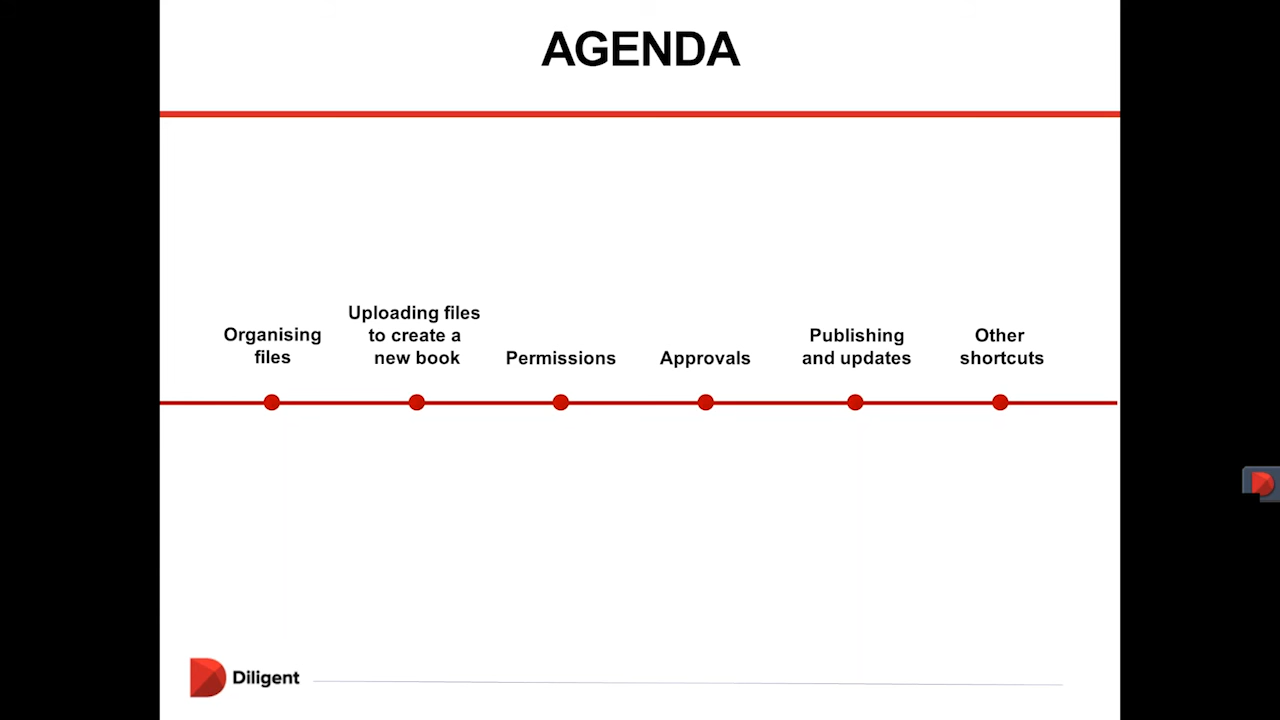 AGENDA
Organising
files
Uploading files
to create a
new book
Permissions
Approvals
Publishing
and updates
Other
shortcuts
Diligent